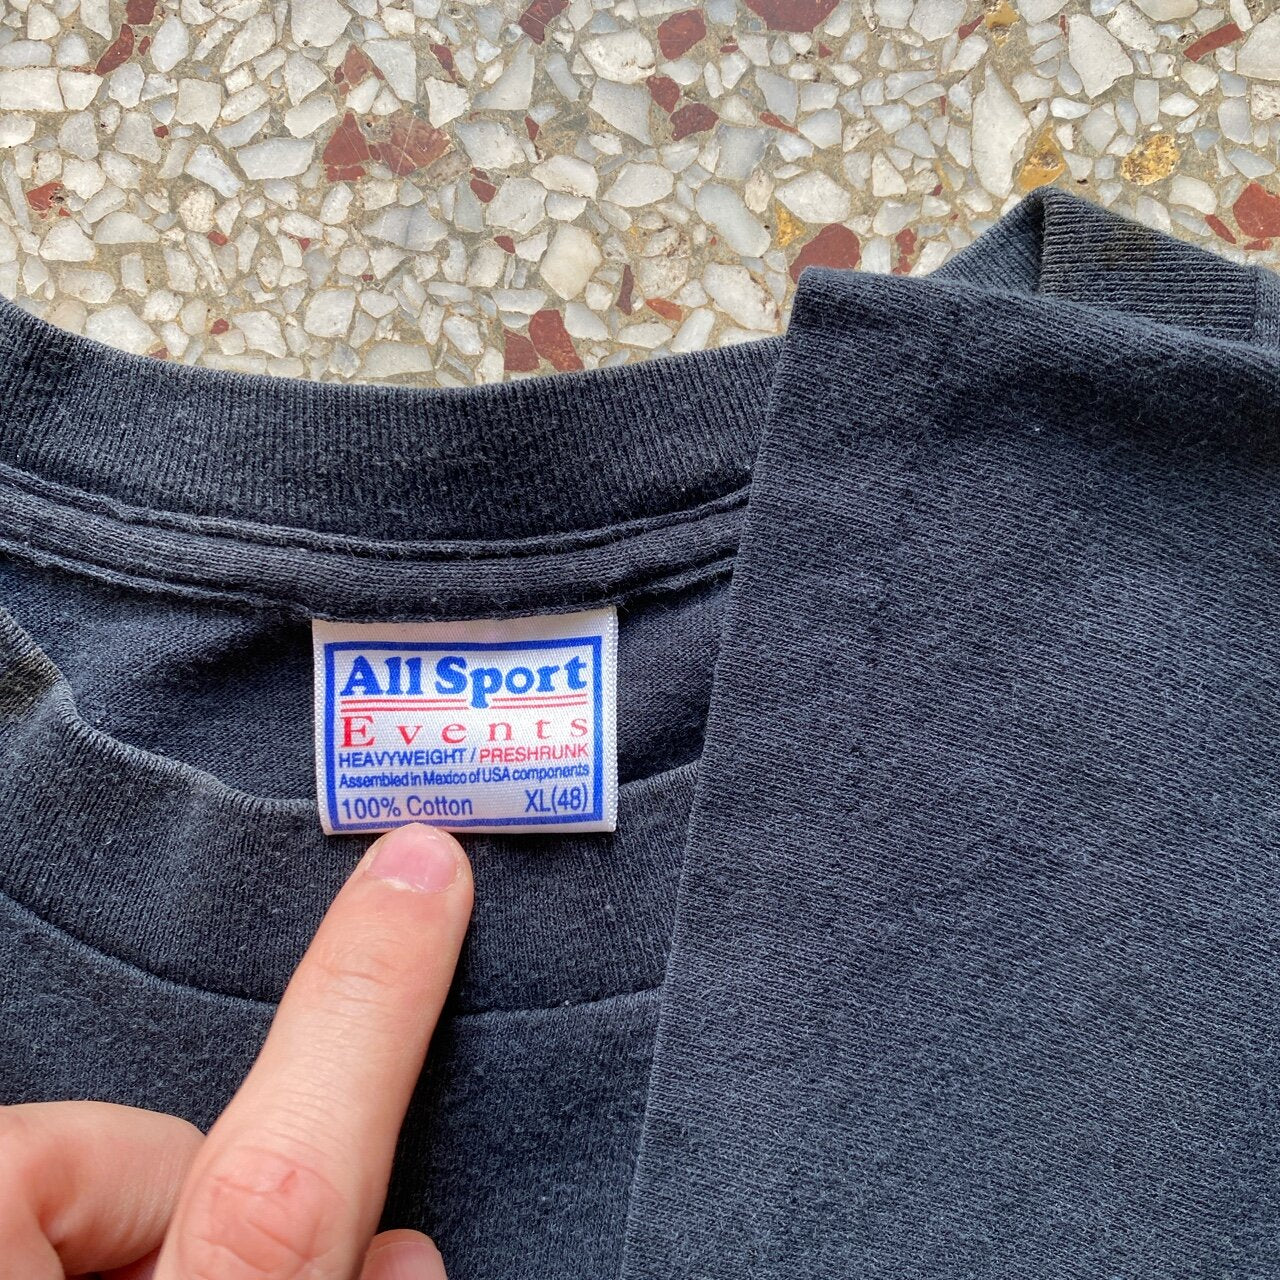 All Sport
Events
HEAVYWEIGHT / PRESHRUNK
Assembled in Mexico of USA components
100% Cotton XL(48)